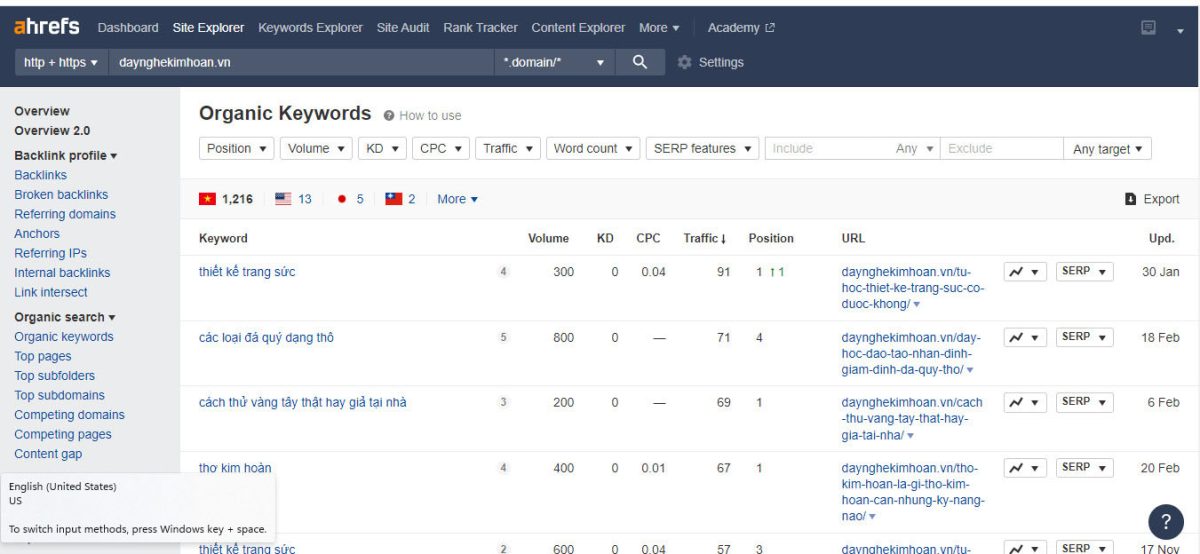 ahrefs Dashboard Site Explorer Keywords Explorer Site Audit Rank Tracker Content Explorer More Academy
http + https daynghekimhoan.vn *.domain/* Settings
Overview
Overview 2.0
Backlink profile
Backlinks
Broken backlinks
Referring domains
Anchors
Referring IPs
Internal backlinks
Link intersect
Organic search
Organic keywords
Top pages
Top subfolders
Top subdomains
Competing domains
Competing pages
Content gap
English (United States)
US
To switch input methods, press Windows key + space.
Organic Keywords ? How to use
Position Volume KD CPC Traffic Word count SERP features Include Any Exclude Any target
1,216 13 5 2 More Export
Keyword Volume KD CPC Traffic↓ Position URL Upd.
thiết kế trang sức 4 300 0 0.04 91 1 ↑1 daynghekimhoan.vn/tu- SERP 30 Jan
hoc-thiet-ke-trang-suc-co-
duoc-khong/
các loại đá quý dạng thô 5 800 0 — 71 4 daynghekimhoan.vn/day- SERP 18 Feb
hoc-dao-tao-nhan-dinh-
giam-dinh-da-quy-tho/
cách thử vàng tây thật hay giả tại nhà 3 200 0 — 69 1 daynghekimhoan.vn/cach SERP 6 Feb
-thu-vang-tay-that-hay-
gia-tai-nha/
thợ kim hoàn 4 400 0 0.01 67 1 daynghekimhoan.vn/tho- SERP 20 Feb
kim-hoan-la-gi-tho-kim-
hoan-can-nhung-ky-nang-
nao/
?
thiết kế trang sức 2 600 0 0.04 57 3 daynghekimhoan.vn/tu- SERP 17 Nov